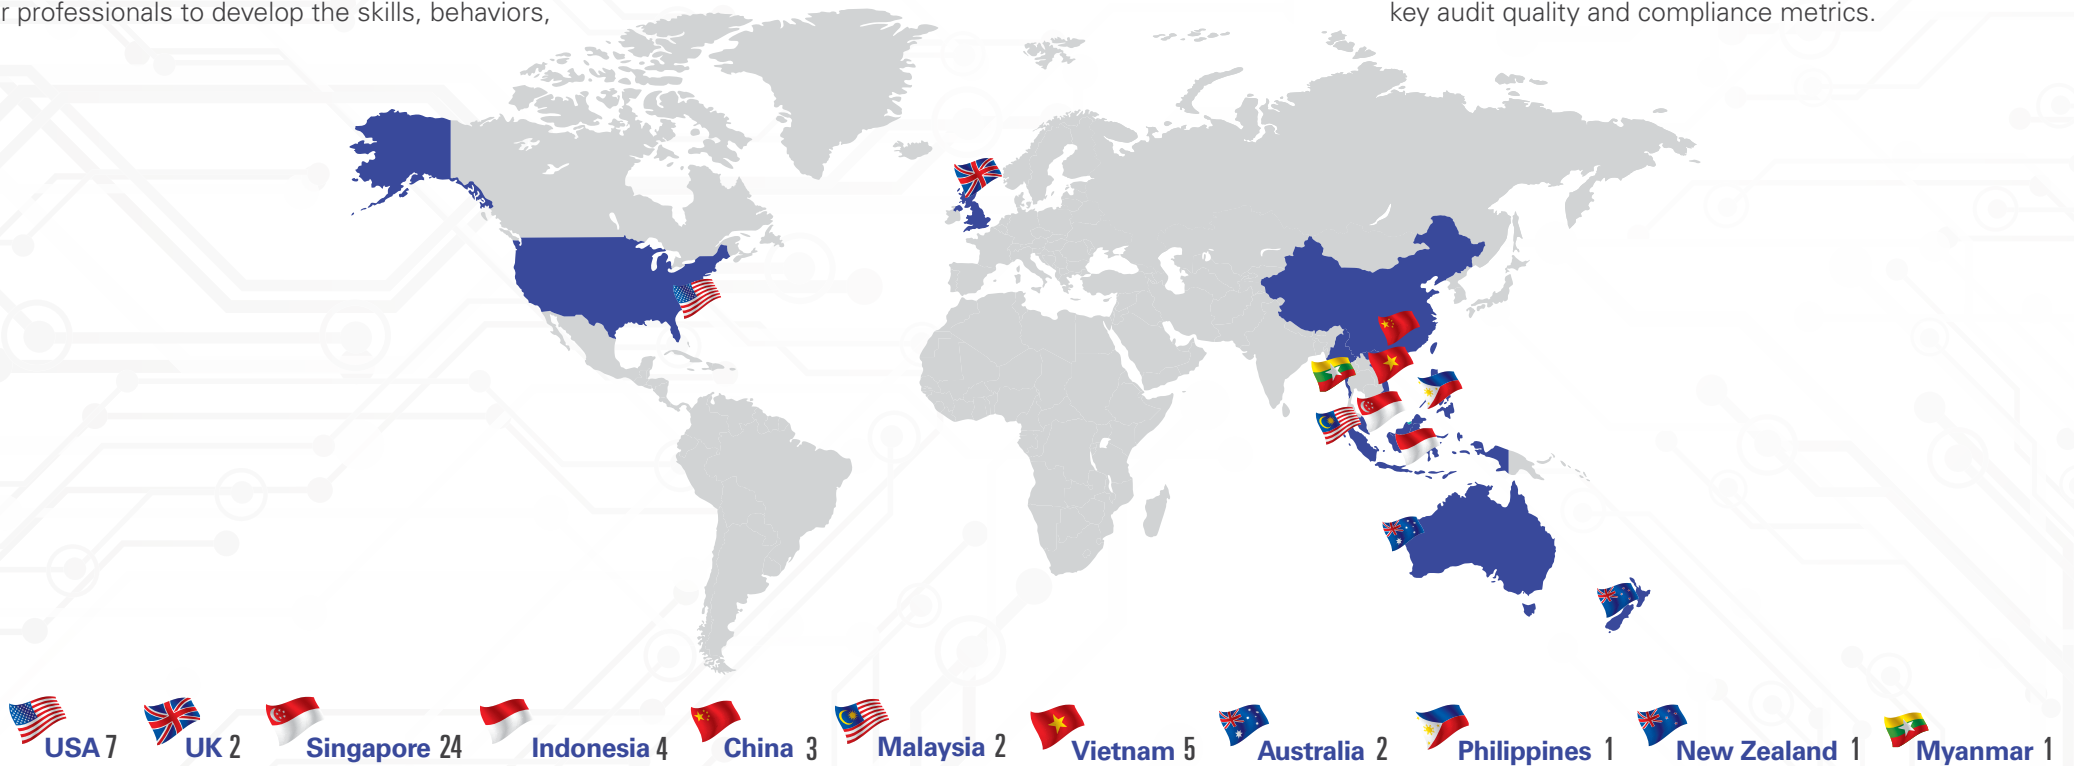 r professionals to develop the skills, behaviors,
key audit quality and compliance metrics.
USA 7
UK 2
Singapore 24
Indonesia 4
China 3
Malaysia 2
Vietnam 5
Australia 2
Philippines 1
New Zealand 1
Myanmar 1